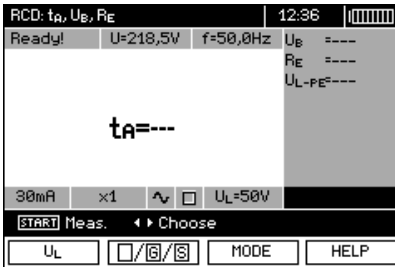 RCD: tA, UB, RE 12:36
Ready! U=218,5V f=50,0Hz
UB =---
RE =---
UL-PE=---
tA=---
30mA x1 UL=50V
START Meas. Choose
UL □/G/S MODE HELP